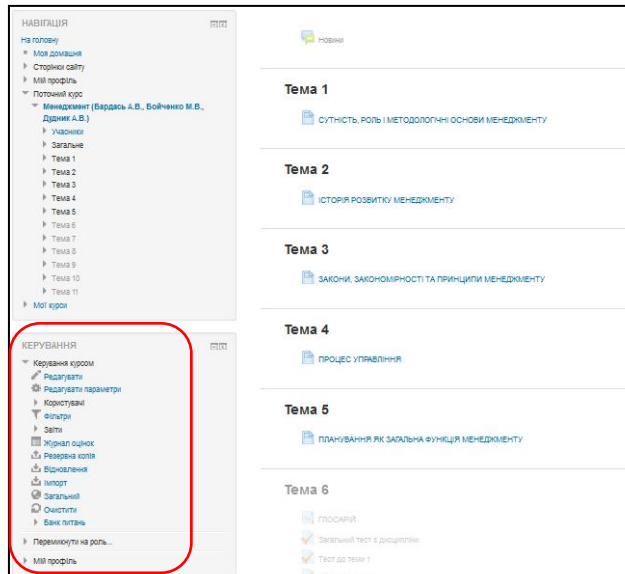 НАВІГАЦІЯ
На головну
Моя домашня
Сторінки сайту
Мій профіль
Поточний курс
Менеджмент (Бардась А.В., Бойченко М.В.,
Дудник А.В.)
Учасники
Загальне
Тема 1
Тема 2
Тема 3
Тема 4
Тема 5
Тема 6
Тема 7
Тема 8
Тема 9
Тема 10
Тема 11
Мої курси
КЕРУВАННЯ
Керування курсом
Редагувати
Редагувати параметри
Користувачі
Фільтри
Звіти
Журнал оцінок
Резервна копія
Відновлення
Імпорт
Загальний
Очистити
Банк питань
Перемикнути на роль...
Мій профіль
Новини
Тема 1
СУТНІСТЬ, РОЛЬ І МЕТОДОЛОГІЧНІ ОСНОВИ МЕНЕДЖМЕНТУ
Тема 2
ІСТОРІЯ РОЗВИТКУ МЕНЕДЖМЕНТУ
Тема 3
ЗАКОНИ, ЗАКОНОМІРНОСТІ ТА ПРИНЦИПИ МЕНЕДЖМЕНТУ
Тема 4
ПРОЦЕС УПРАВЛІННЯ
Тема 5
ПЛАНУВАННЯ ЯК ЗАГАЛЬНА ФУНКЦІЯ МЕНЕДЖМЕНТУ
Тема 6
ГЛОСАРІЙ
Загальний тест з дисципліни
Тест до теми 1